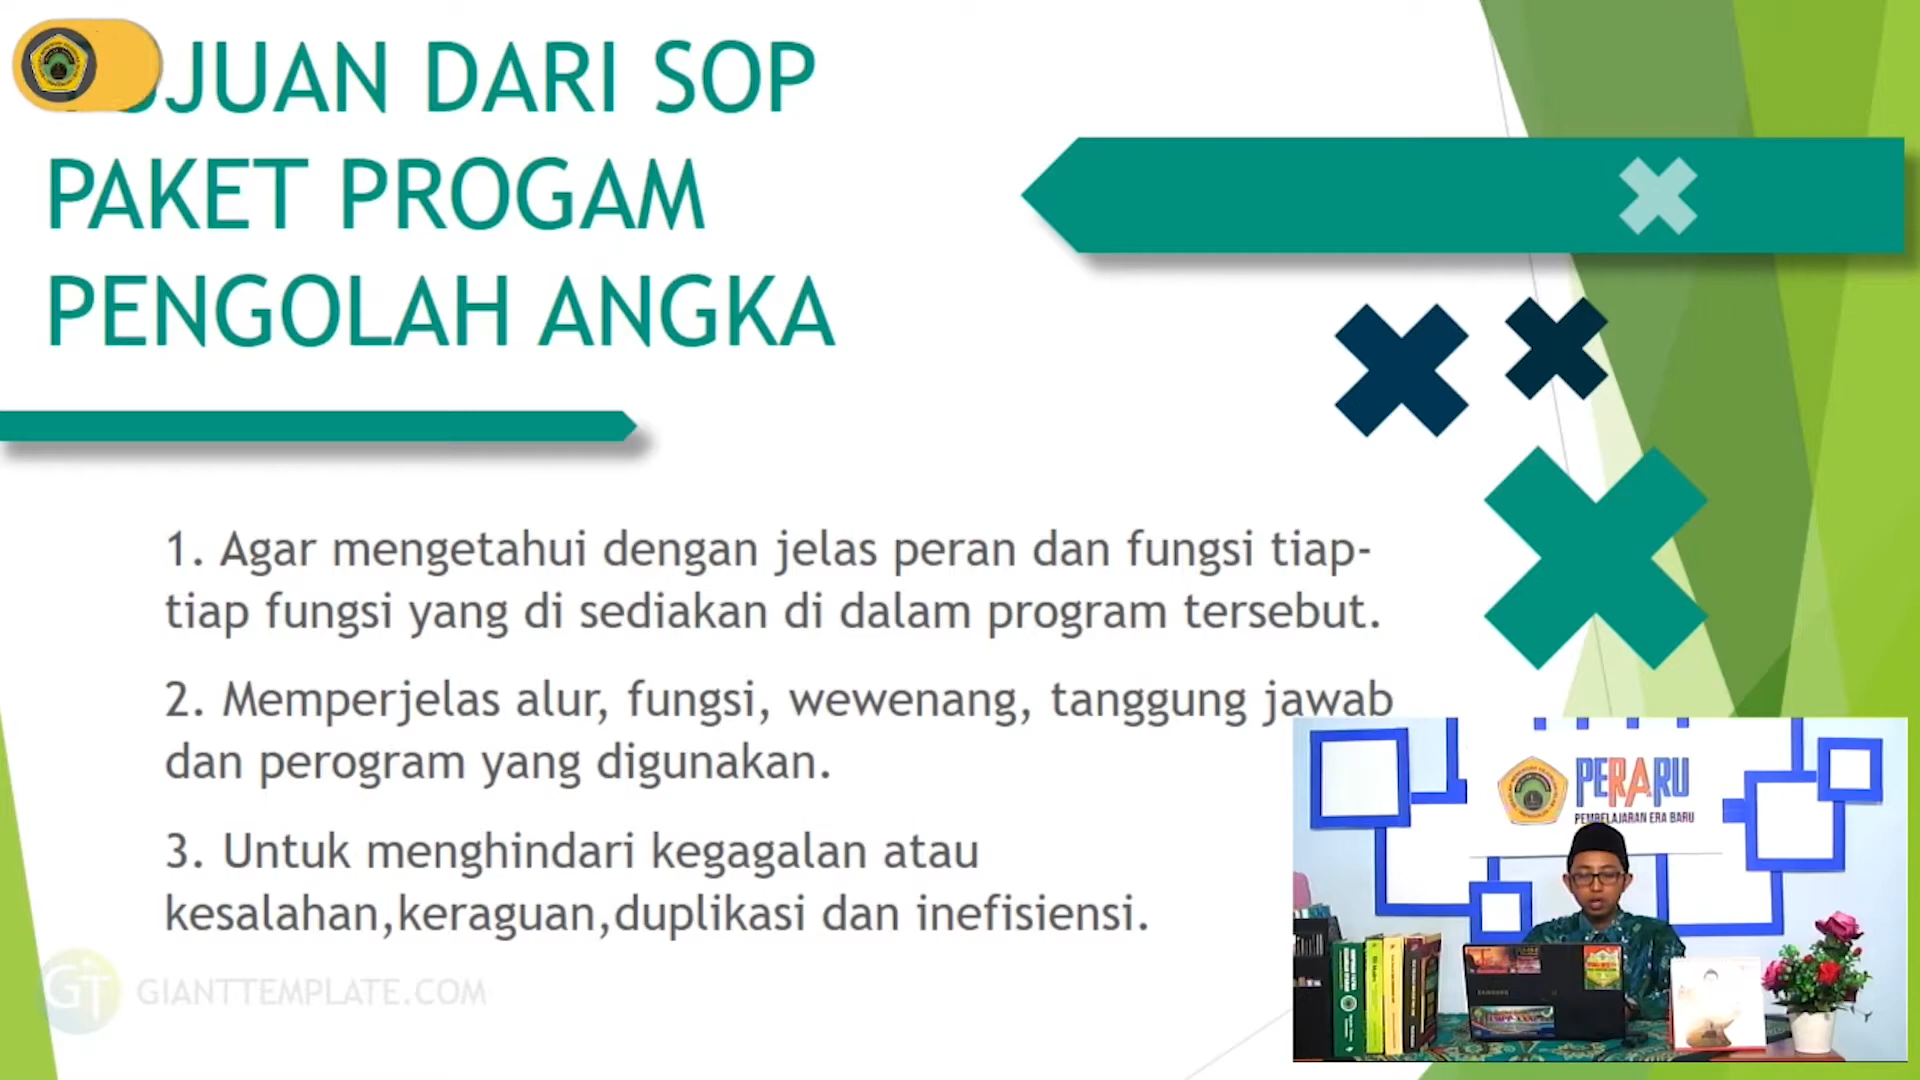 JUAN DARI SOP
PAKET PROGAM
PENGOLAH ANGKA
1. Agar mengetahui dengan jelas peran dan fungsi tiap-
tiap fungsi yang di sediakan di dalam program tersebut.
2. Memperjelas alur, fungsi, wewenang, tanggung jawab
dan perogram yang digunakan.
3. Untuk menghindari kegagalan atau
kesalahan,keraguan,duplikasi dan inefisiensi.
GT GIANTTEMPLATE.COM
PERARU
PEMBELAJARAN ERA BARU
SAMSUNG